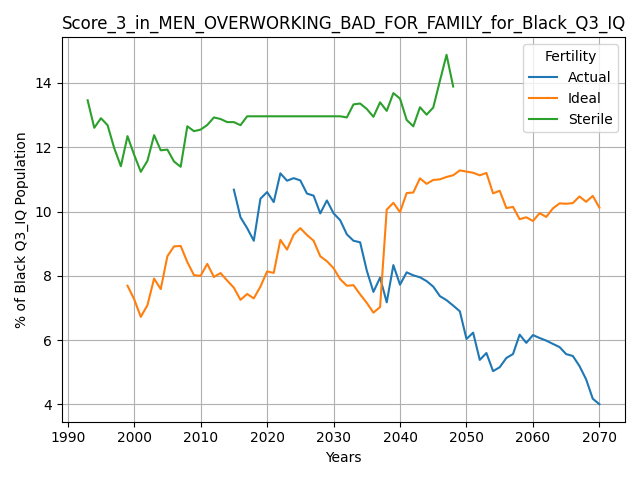 Score_3_in_MEN_OVERWORKING_BAD_FOR_FAMILY_for_Black_Q3_IQ
Fertility
Actual
Ideal
Sterile
% of Black Q3_IQ Population
14
12
10
8
6
4
1990 2000 2010 2020 2030 2040 2050 2060 2070
Years